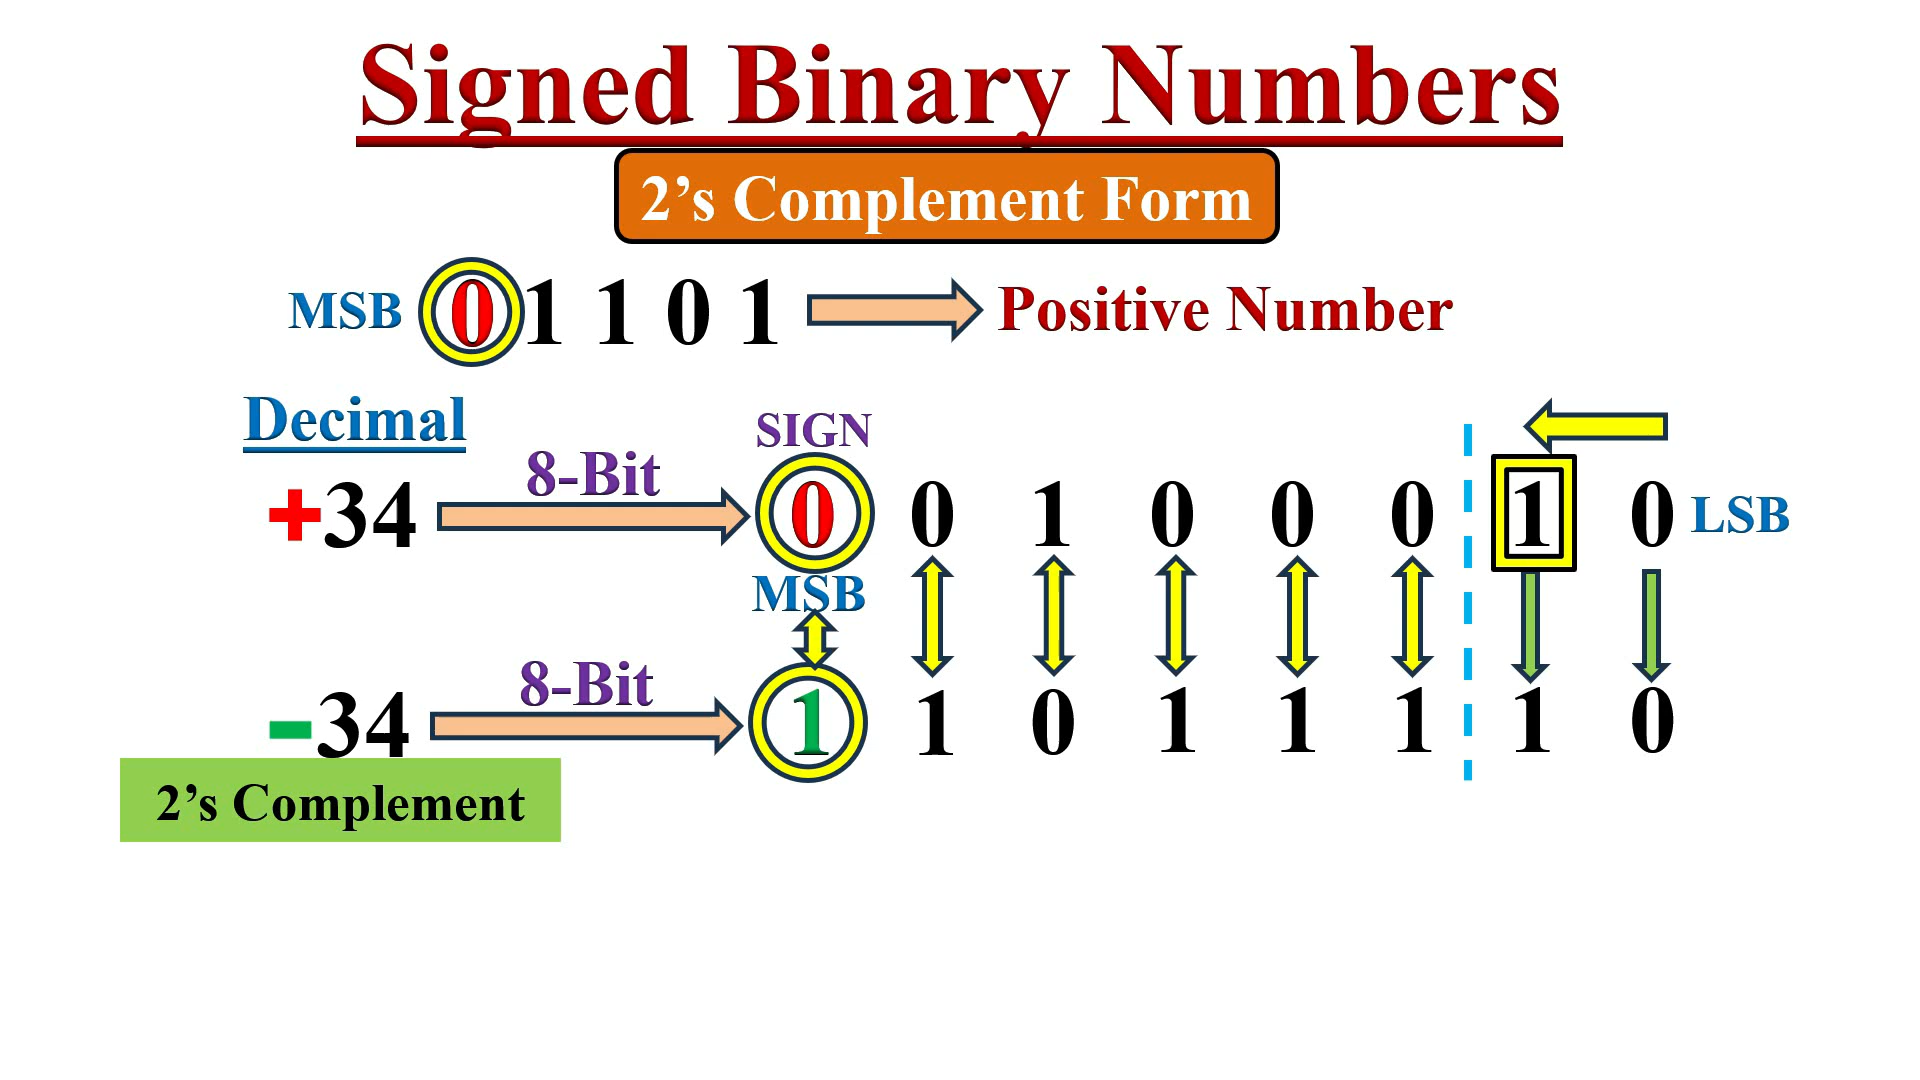 Signed Binary Numbers
2’s Complement Form
MSB 0 1 1 0 1 Positive Number
Decimal
SIGN
8-Bit
+34 0 0 1 0 0 0 1 0 LSB
MSB
8-Bit
-34 1 1 0 1 1 1 1 0
2’s Complement